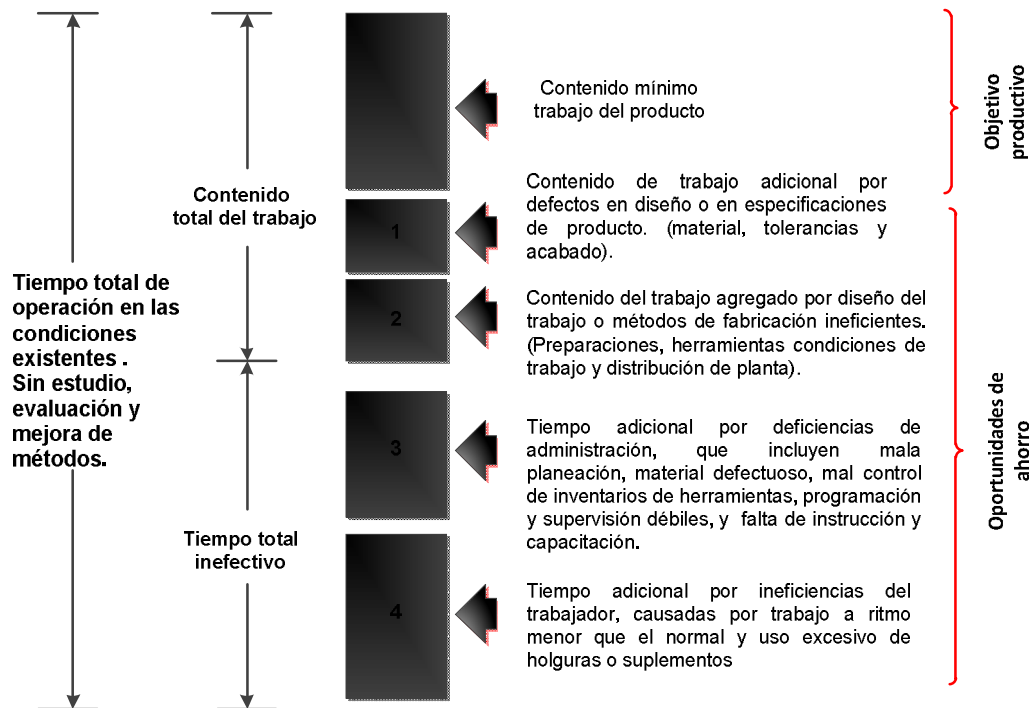 Contenido mínimo
trabajo del producto
Objetivo
productivo
Contenido
total del trabajo
Contenido de trabajo adicional por
defectos en diseño o en especificaciones
de producto. (material, tolerancias y
acabado).
1
Tiempo total de
operación en las
condiciones
existentes .
Sin estudio,
evaluación y
mejora de
métodos.
2
Contenido del trabajo agregado por diseño del
trabajo o métodos de fabricación ineficientes.
(Preparaciones, herramientas condiciones de
trabajo y distribución de planta).
3
Tiempo adicional por deficiencias de
administración, que incluyen mala
planeación, material defectuoso, mal control
de inventarios de herramientas, programación
y supervisión débiles, y falta de instrucción y
capacitación.
Oportunidades de
ahorro
Tiempo total
inefectivo
4
Tiempo adicional por ineficiencias del
trabajador, causadas por trabajo a ritmo
menor que el normal y uso excesivo de
holguras o suplementos